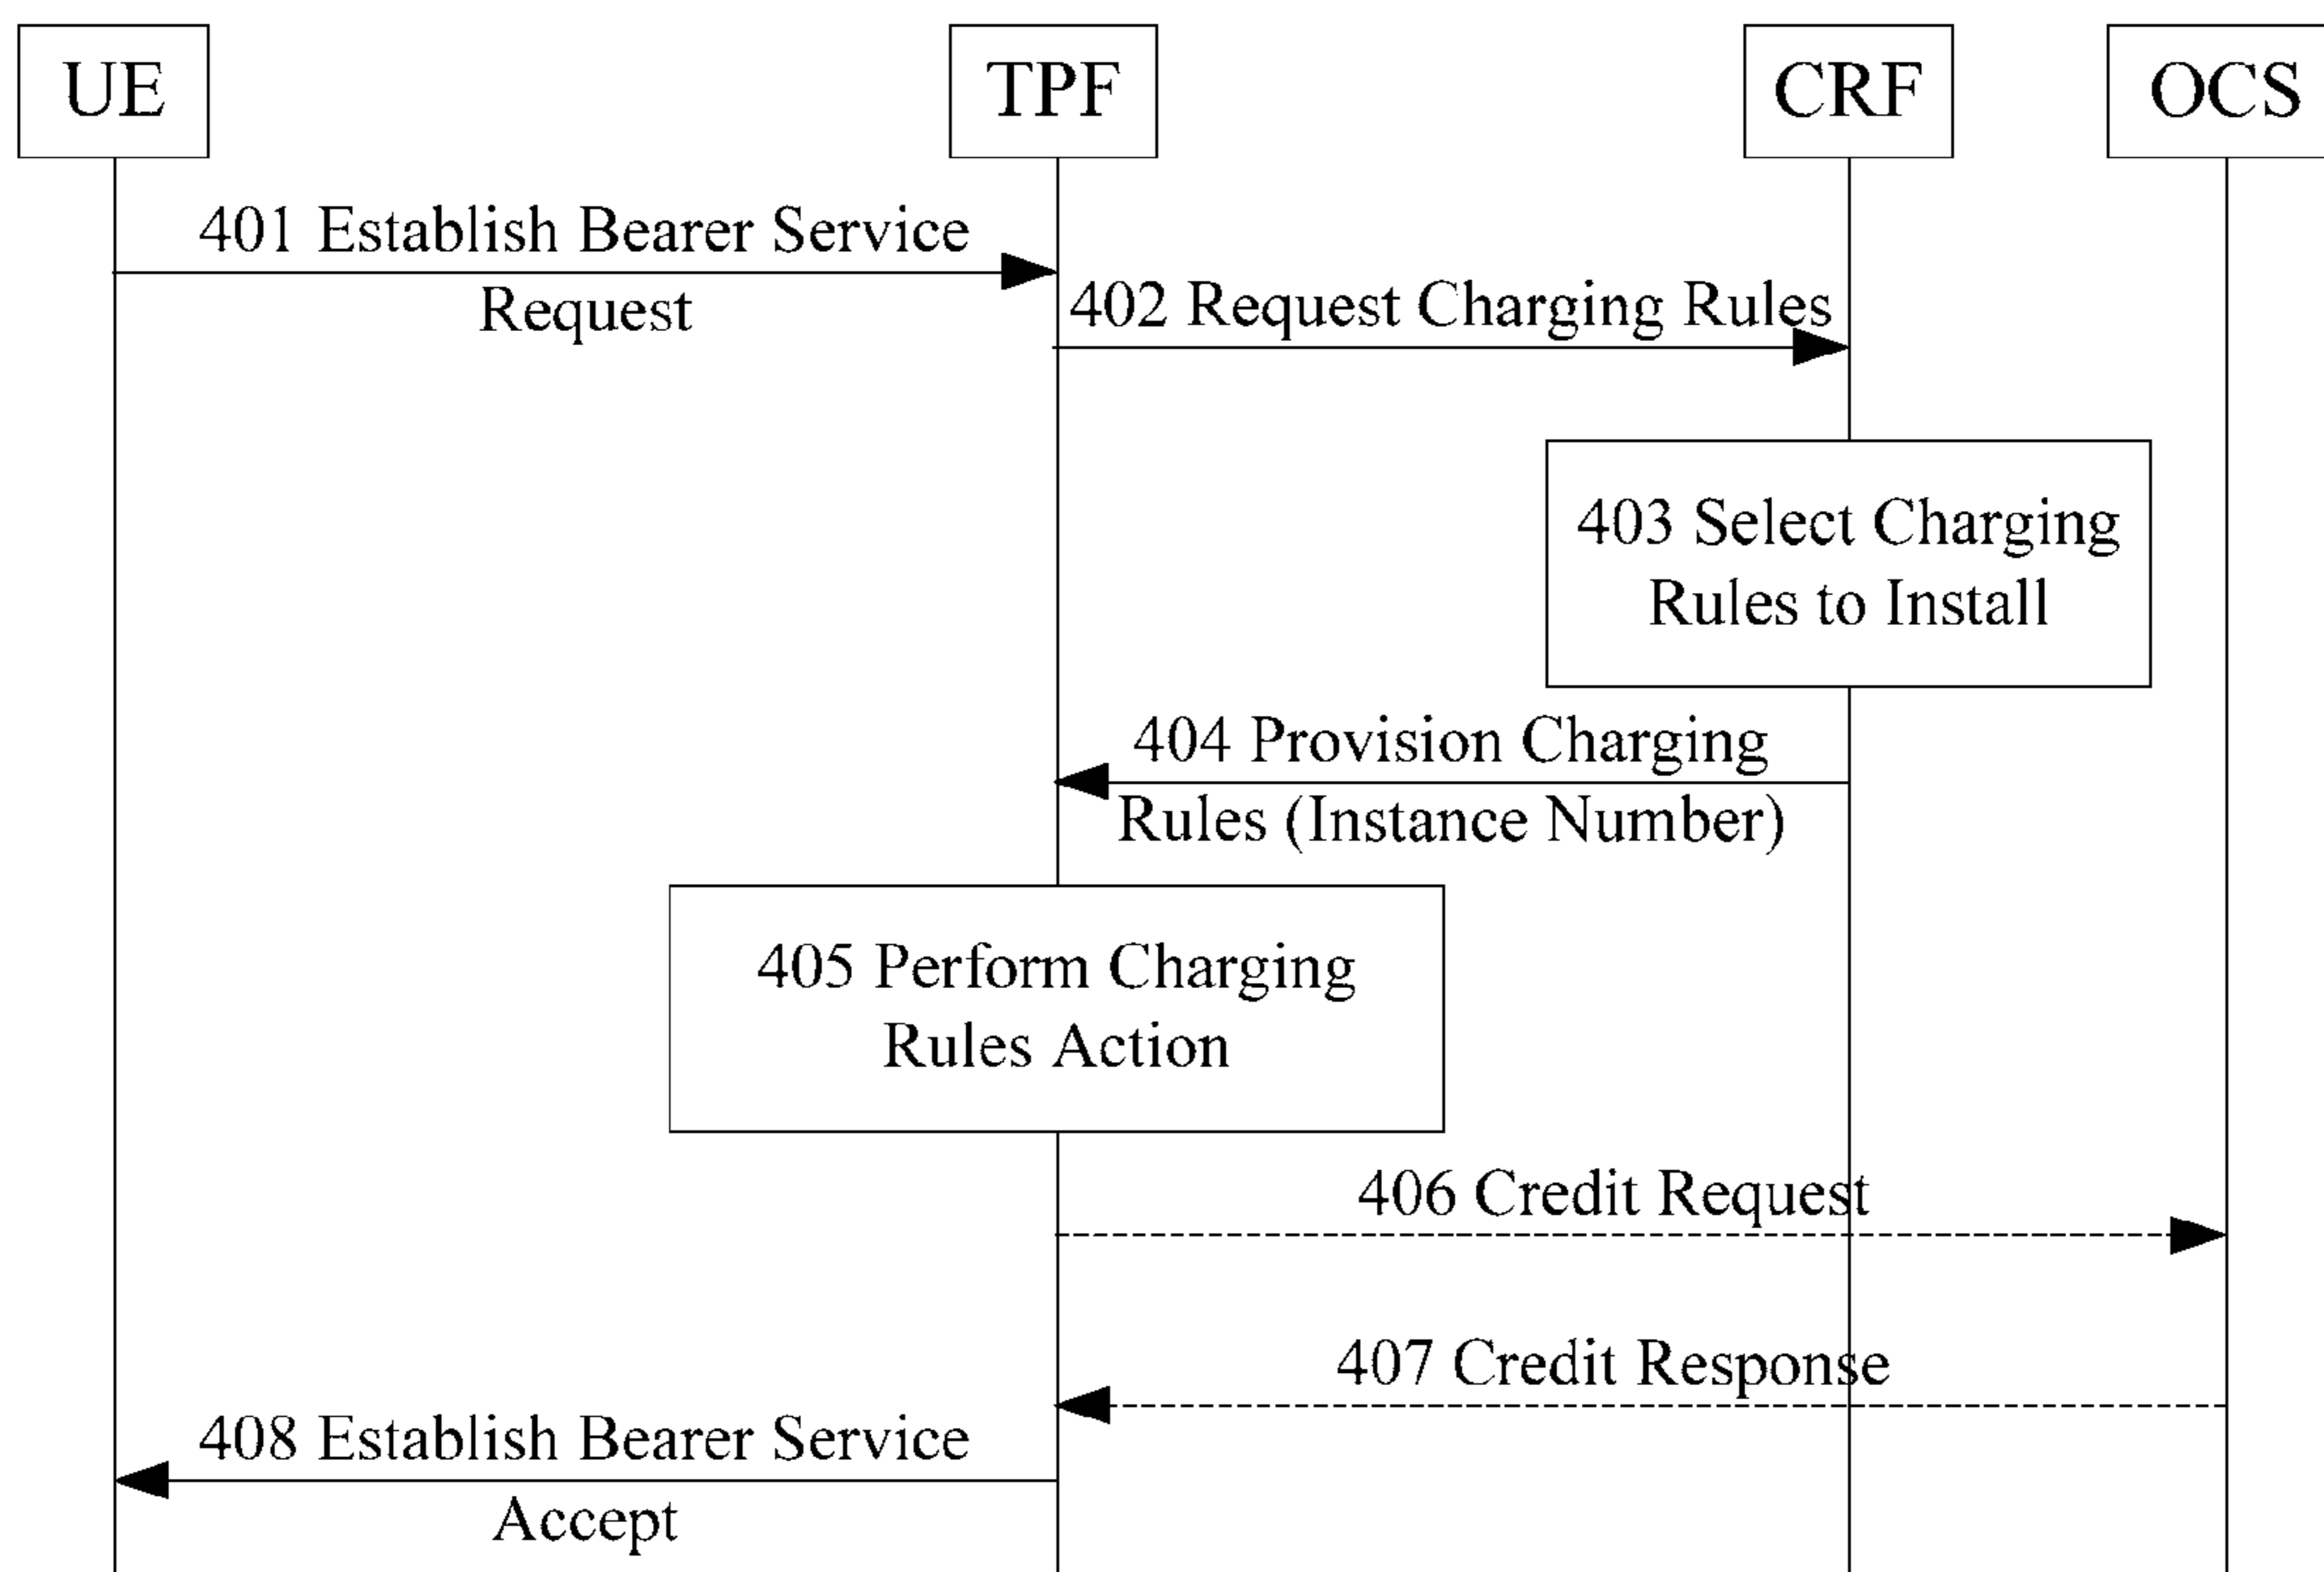 UE
TPF
CRF
OCS
401 Establish Bearer Service
Request
402 Request Charging Rules
403 Select Charging
Rules to Install
404 Provision Charging
Rules (Instance Number)
405 Perform Charging
Rules Action
406 Credit Request
407 Credit Response
408 Establish Bearer Service
Accept